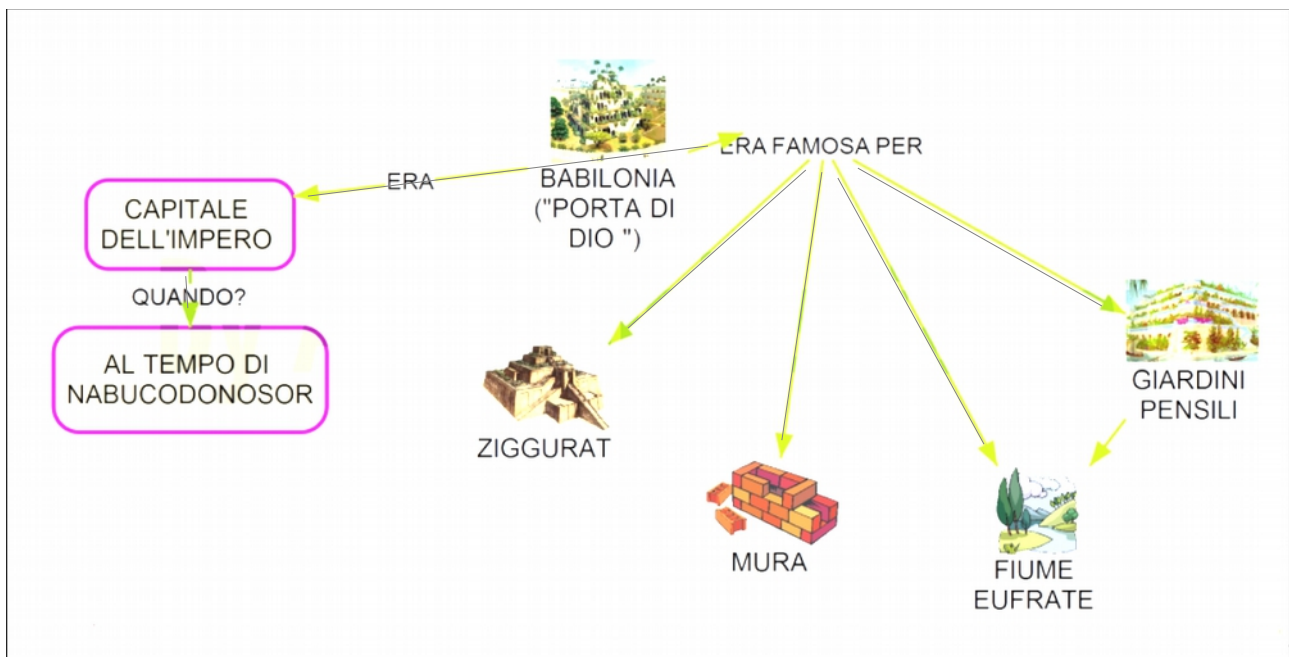 BABILONIA
("PORTA DI
DIO ")
ERA
CAPITALE
DELL'IMPERO
QUANDO?
AL TEMPO DI
NABUCODONOSOR
ERA FAMOSA PER
ZIGGURAT
MURA
FIUME
EUFRATE
GIARDINI
PENSILI